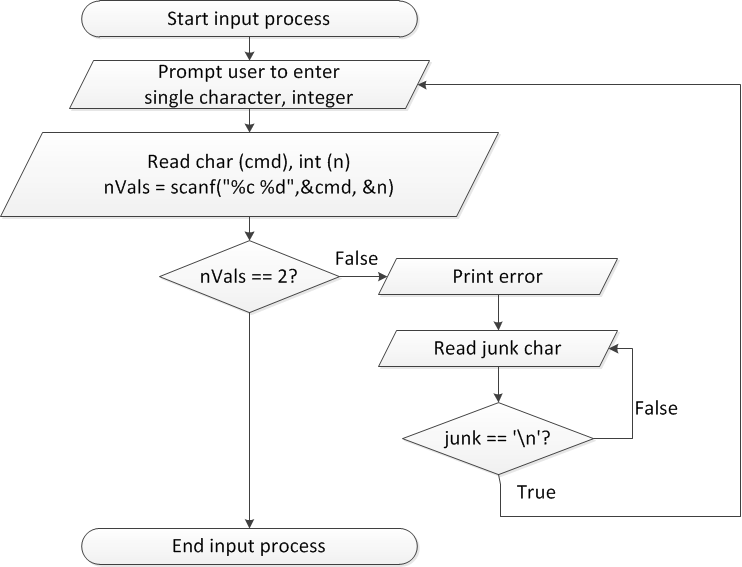 Start input process
Prompt user to enter
single character, integer
Read char (cmd), int (n)
nVals = scanf("%c %d",&cmd, &n)
nVals == 2?
False
Print error
Read junk char
False
junk == '\n'?
True
End input process